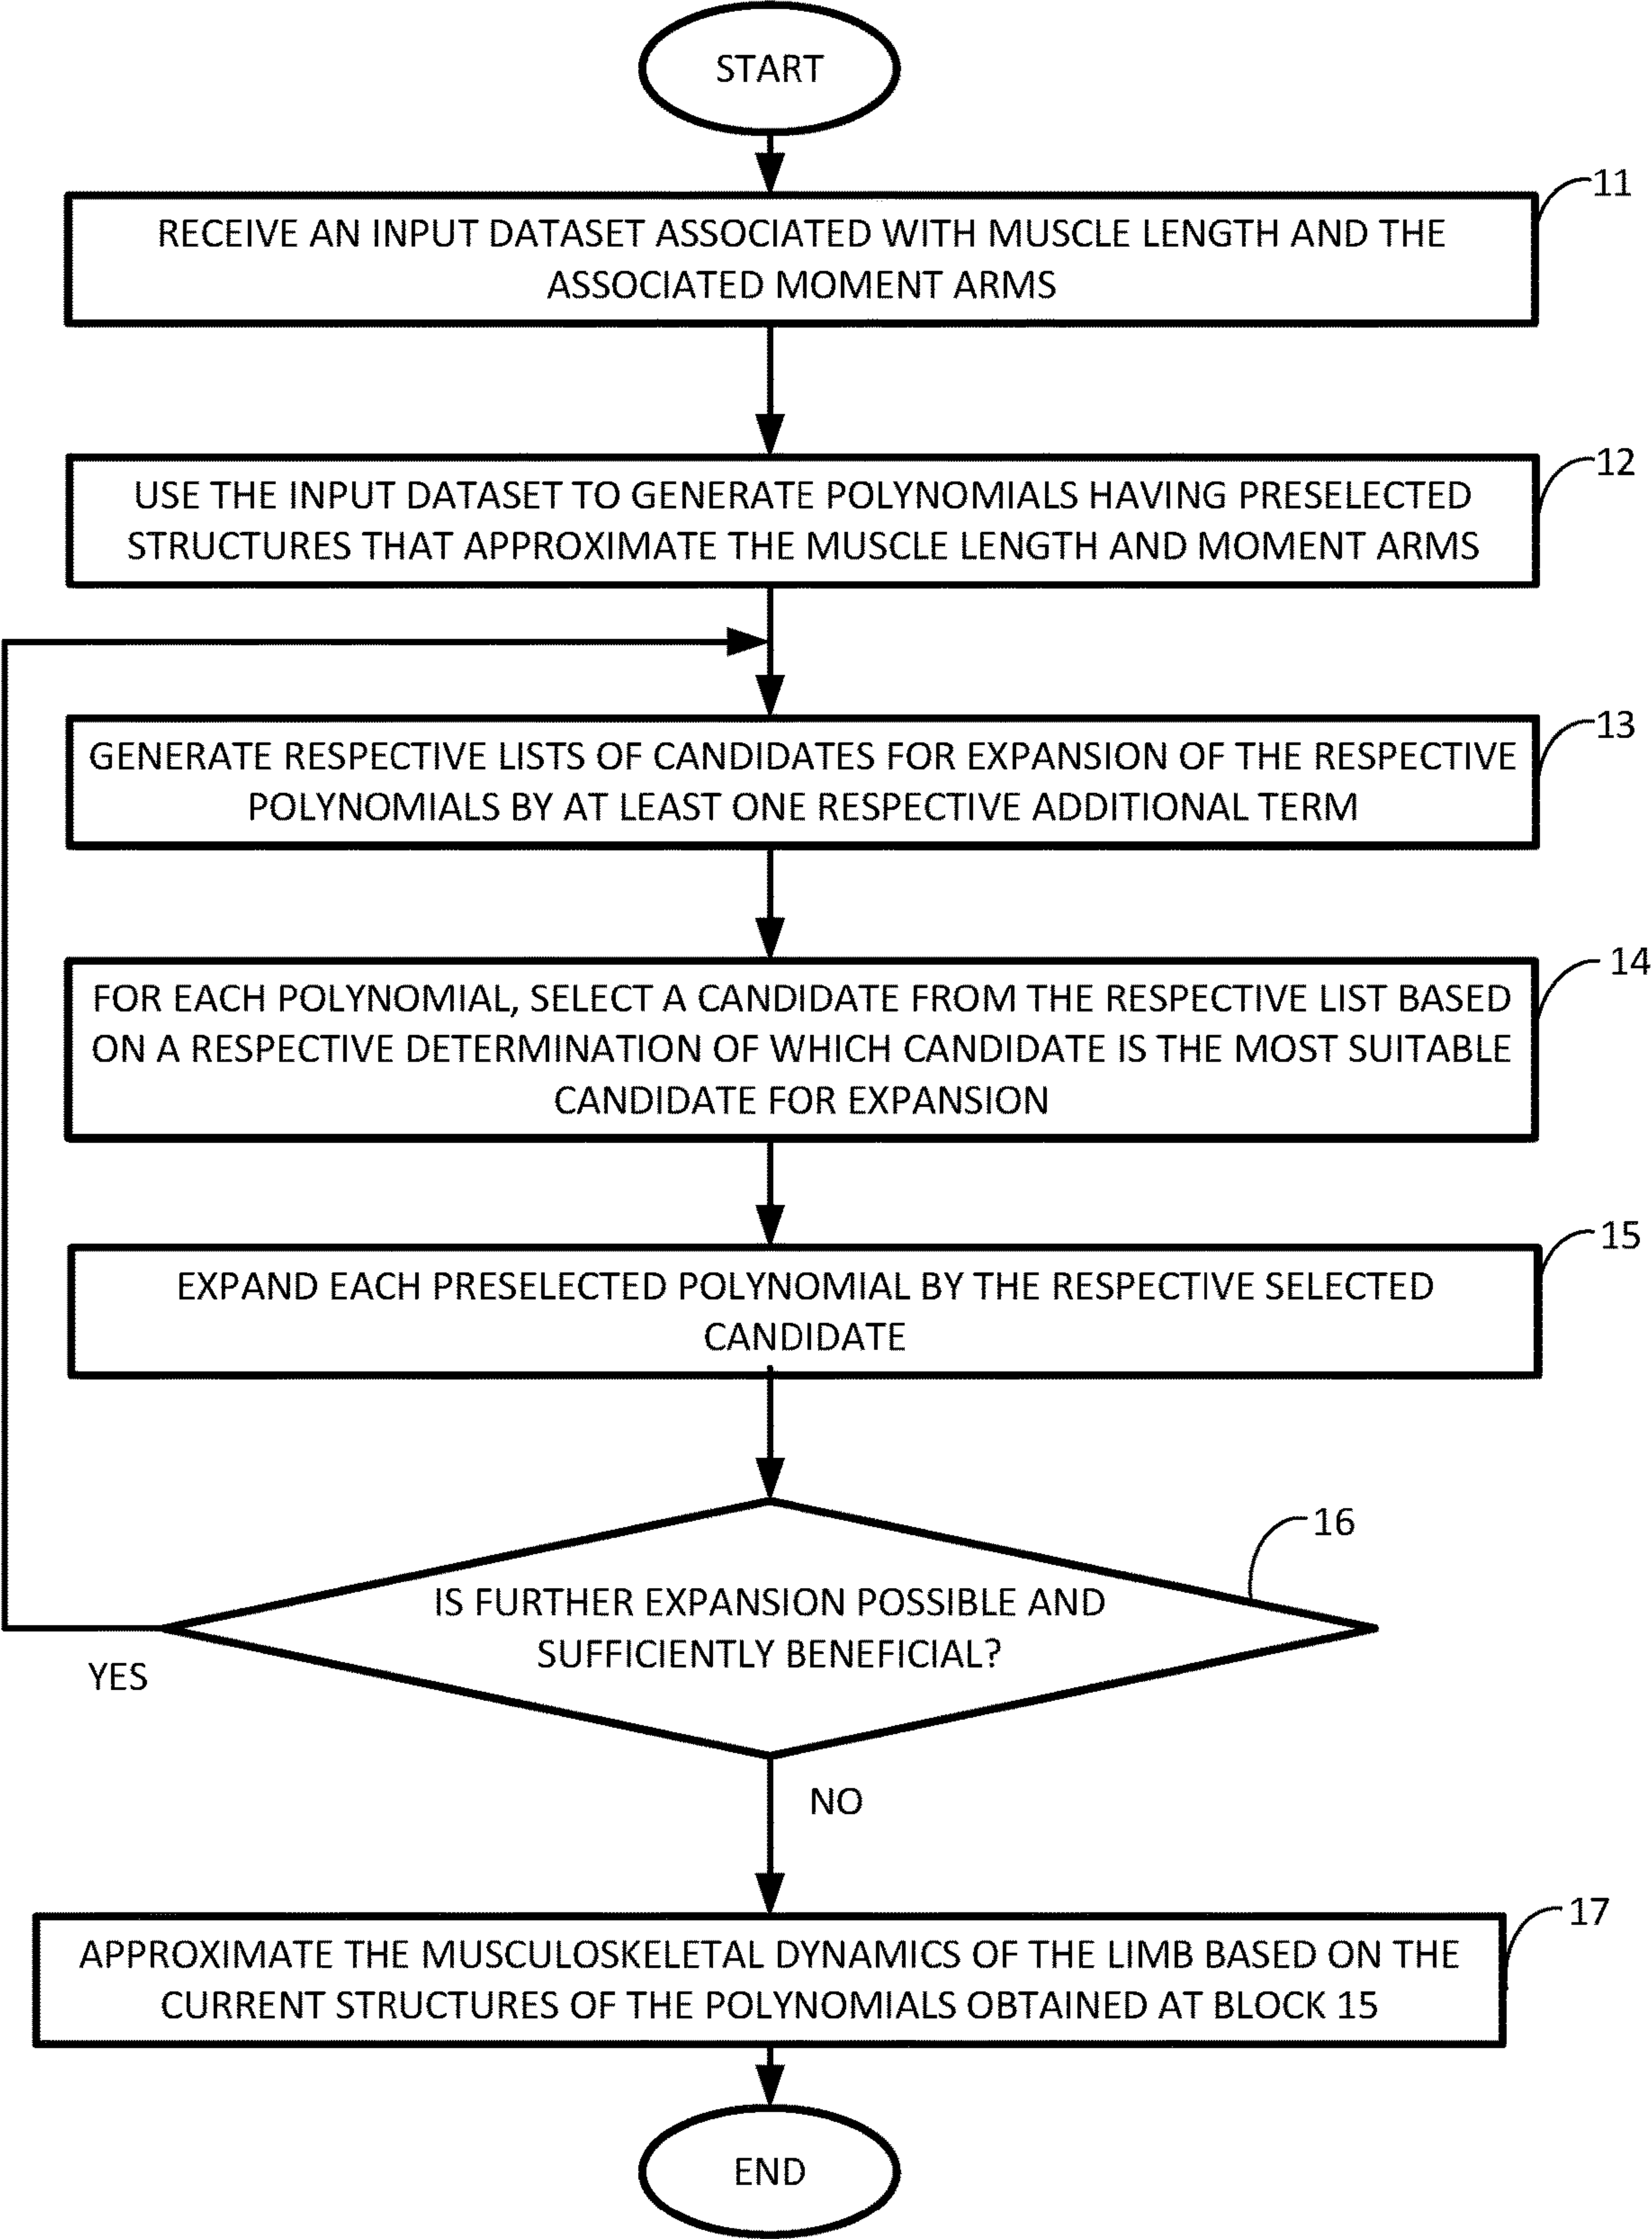 START
11
RECEIVE AN INPUT DATASET ASSOCIATED WITH MUSCLE LENGTH AND THE
ASSOCIATED MOMENT ARMS
12
USE THE INPUT DATASET TO GENERATE POLYNOMIALS HAVING PRESELECTED
STRUCTURES THAT APPROXIMATE THE MUSCLE LENGTH AND MOMENT ARMS
13
GENERATE RESPECTIVE LISTS OF CANDIDATES FOR EXPANSION OF THE RESPECTIVE
POLYNOMIALS BY AT LEAST ONE RESPECTIVE ADDITIONAL TERM
14
FOR EACH POLYNOMIAL, SELECT A CANDIDATE FROM THE RESPECTIVE LIST BASED
ON A RESPECTIVE DETERMINATION OF WHICH CANDIDATE IS THE MOST SUITABLE
CANDIDATE FOR EXPANSION
15
EXPAND EACH PRESELECTED POLYNOMIAL BY THE RESPECTIVE SELECTED
CANDIDATE
16
IS FURTHER EXPANSION POSSIBLE AND
SUFFICIENTLY BENEFICIAL?
YES
NO
17
APPROXIMATE THE MUSCULOSKELETAL DYNAMICS OF THE LIMB BASED ON THE
CURRENT STRUCTURES OF THE POLYNOMIALS OBTAINED AT BLOCK 15
END